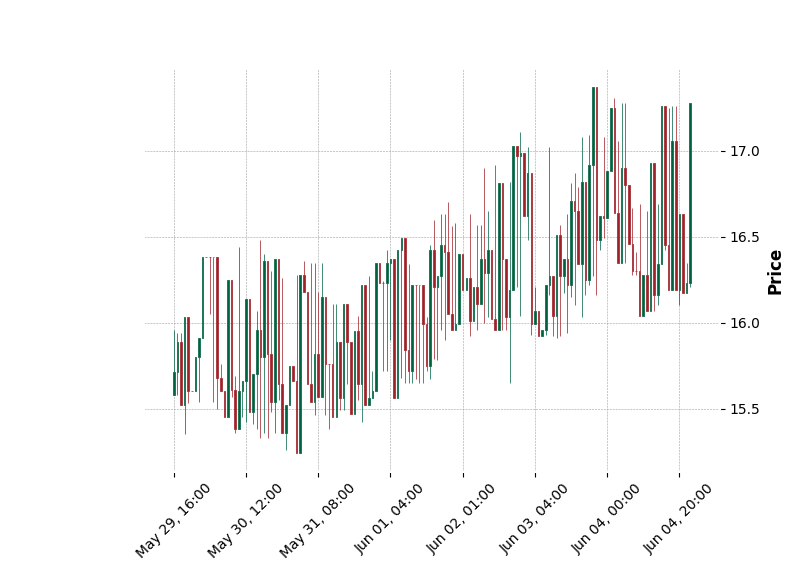 17.0
16.5
16.0
15.5
Price
May 29, 16:00
May 30, 12:00
May 31, 08:00
Jun 01, 04:00
Jun 02, 01:00
Jun 03, 04:00
Jun 04, 00:00
Jun 04, 20:00